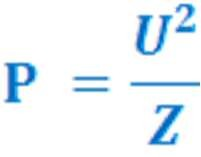 P = U²/Z